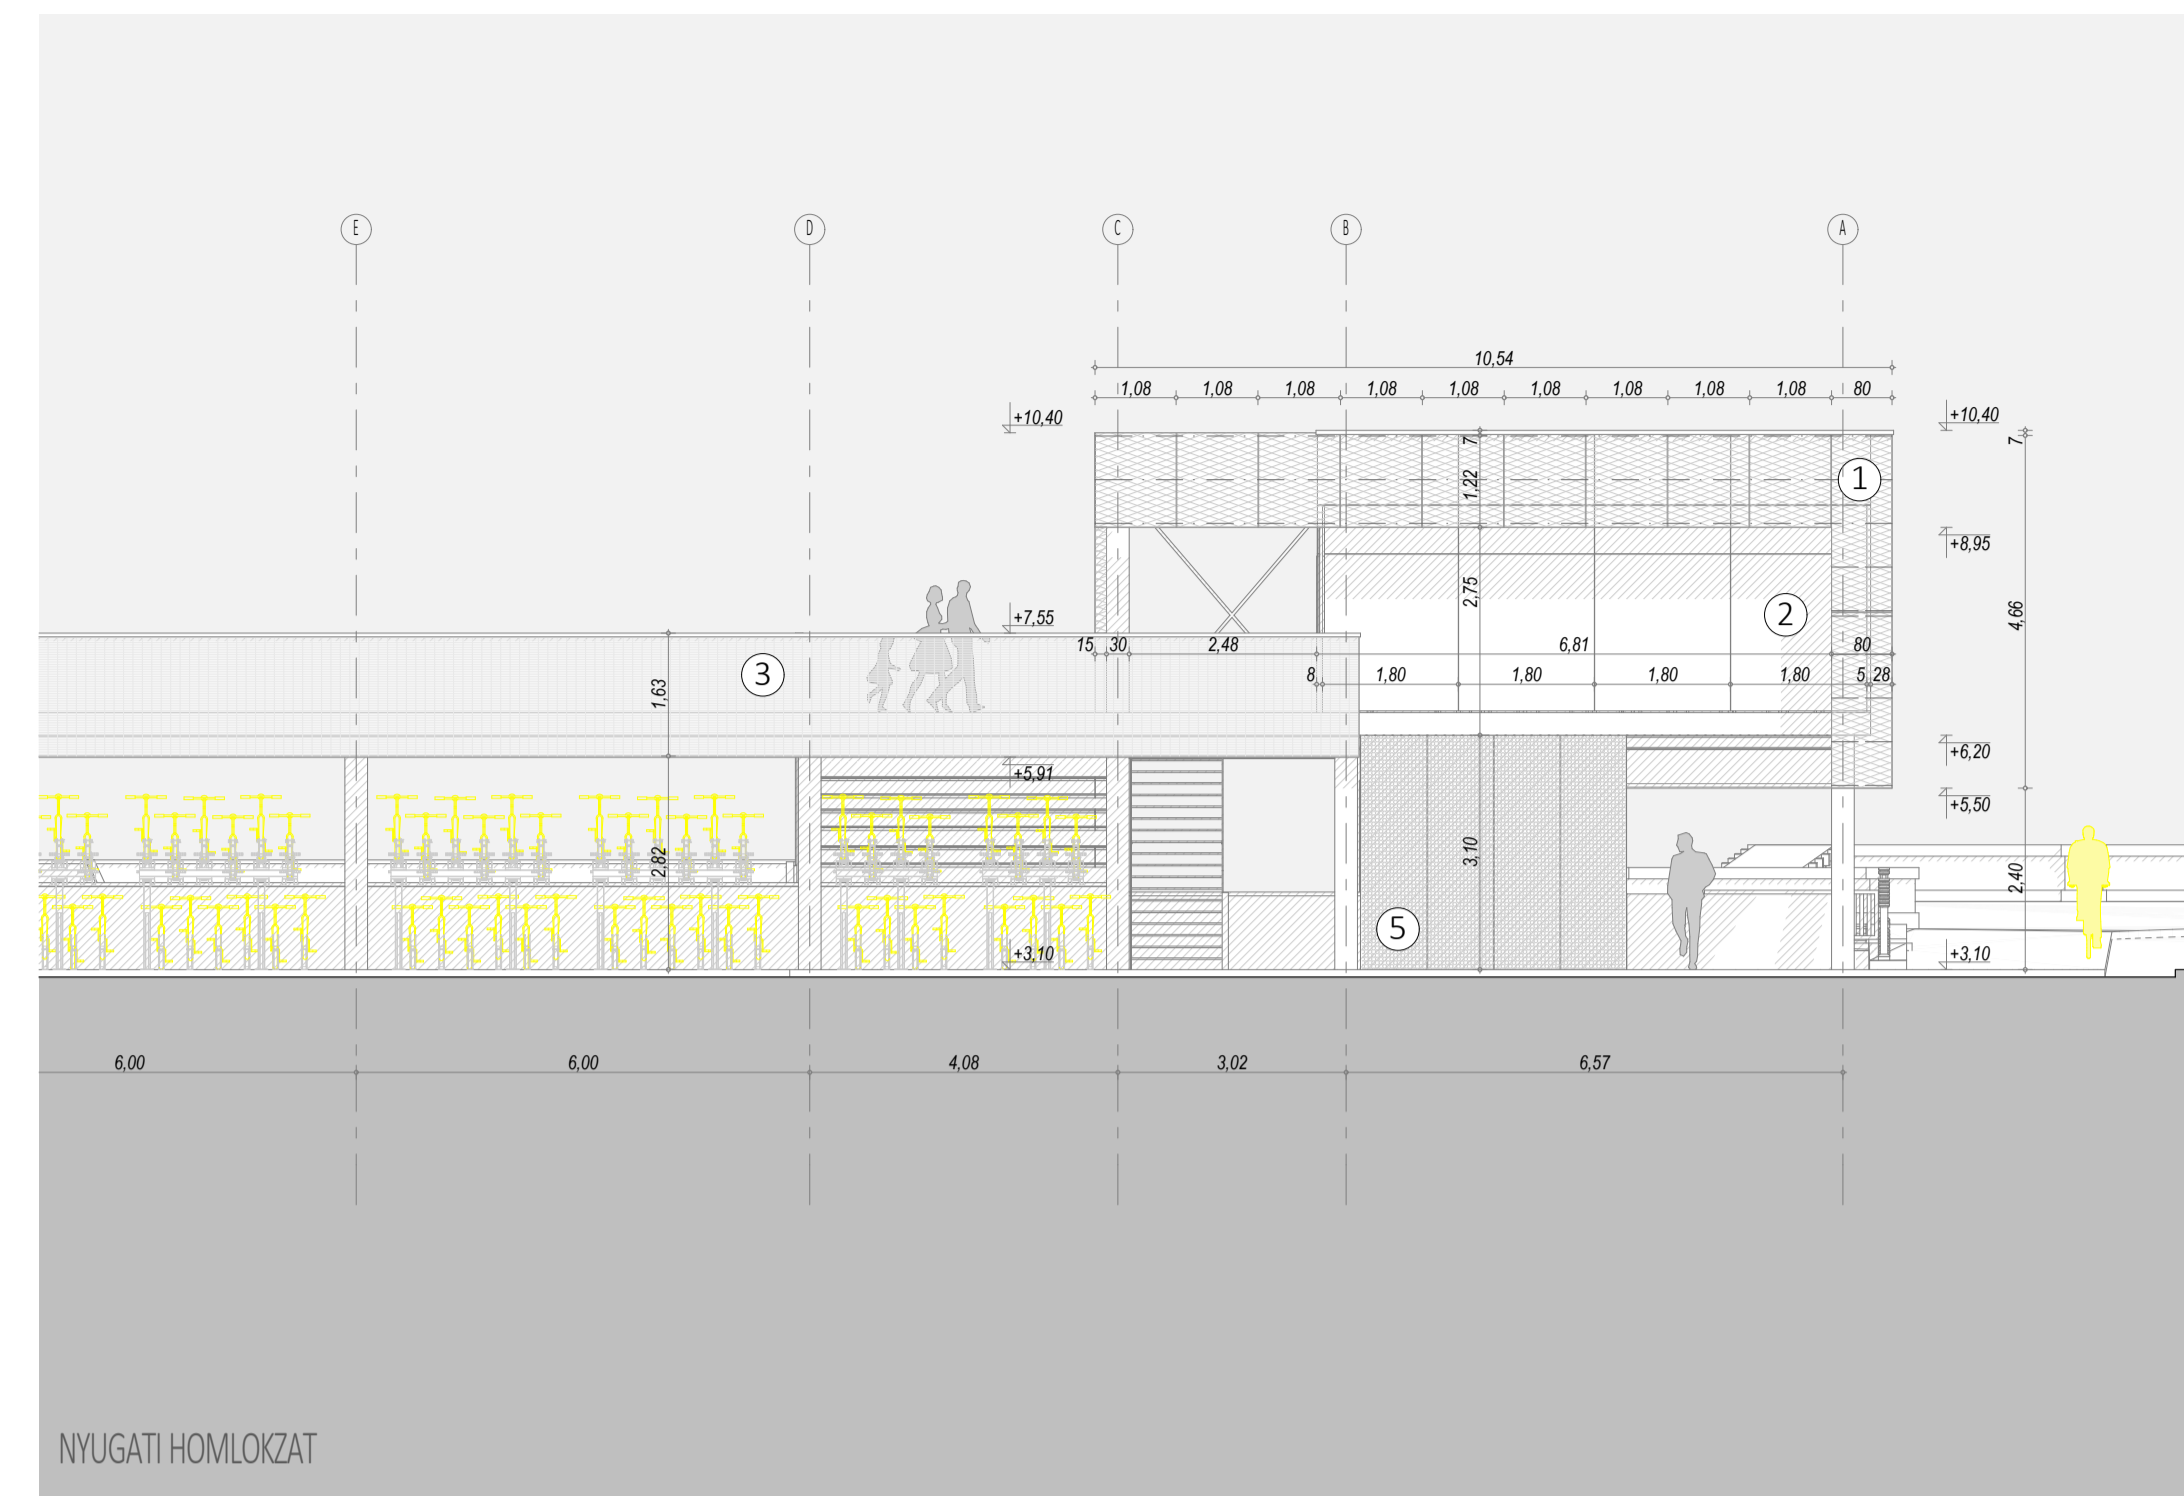 E D C B A
10,54
1,08 1,08 1,08 1,08 1,08 1,08 1,08 1,08 1,08 80
+10,40 +10,40
7 7
1
1,22
+8,95
2,75
2
4,66
+7,55
15 30 2,48 6,81 80
3
8 1,80 1,80 1,80 1,80 5 28
1,63
+6,20
+5,91
+5,50
2,82 3,10 2,40
5
+3,10 +3,10
6,00 6,00 4,08 3,02 6,57
NYUGATI HOMLOKZAT